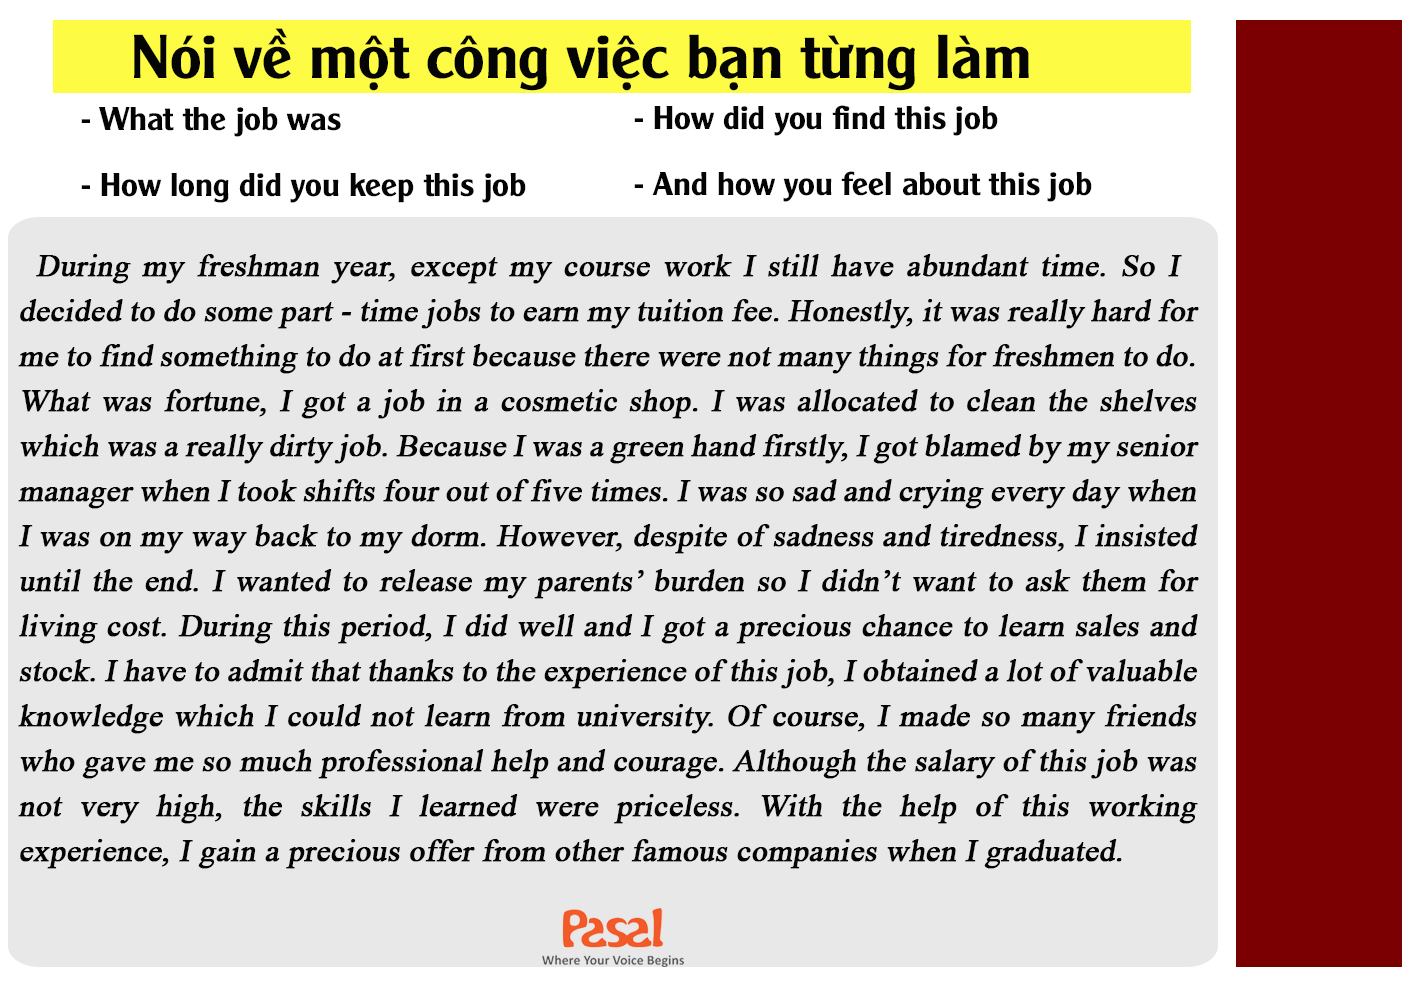 Nói về một công việc bạn từng làm
- What the job was
- How did you find this job
- How long did you keep this job
- And how you feel about this job
During my freshman year, except my course work I still have abundant time. So I
decided to do some part - time jobs to earn my tuition fee. Honestly, it was really hard for
me to find something to do at first because there were not many things for freshmen to do.
What was fortune, I got a job in a cosmetic shop. I was allocated to clean the shelves
which was a really dirty job. Because I was a green hand firstly, I got blamed by my senior
manager when I took shifts four out of five times. I was so sad and crying every day when
I was on my way back to my dorm. However, despite of sadness and tiredness, I insisted
until the end. I wanted to release my parents’ burden so I didn’t want to ask them for
living cost. During this period, I did well and I got a precious chance to learn sales and
stock. I have to admit that thanks to the experience of this job, I obtained a lot of valuable
knowledge which I could not learn from university. Of course, I made so many friends
who gave me so much professional help and courage. Although the salary of this job was
not very high, the skills I learned were priceless. With the help of this working
experience, I gain a precious offer from other famous companies when I graduated.
Pasal
Where Your Voice Begins